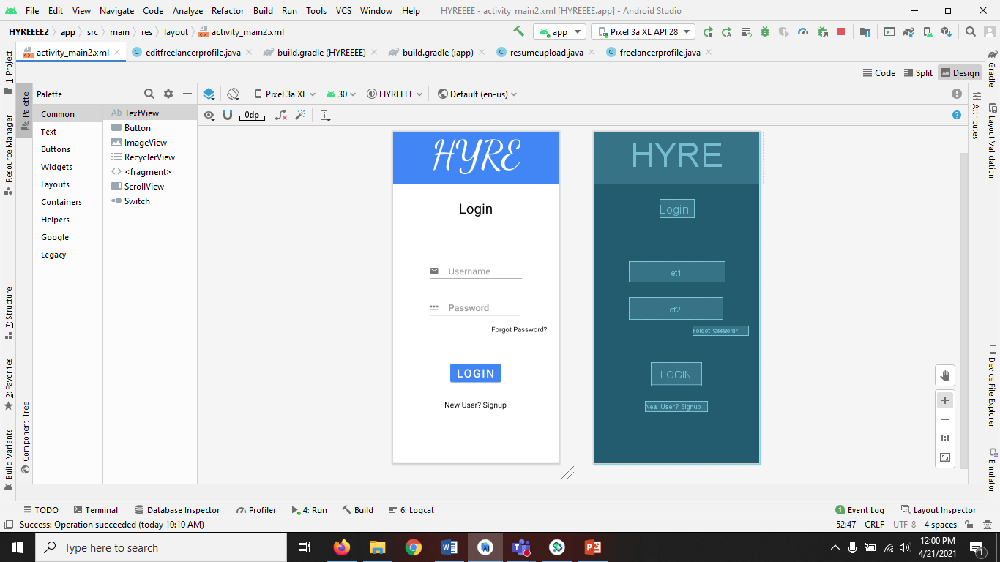 File Edit View Navigate Code Analyze Refactor Build Run Tools VCS Window Help HYREEEE - activity_main2.xml [HYREEEE.app] - Android Studio
HYREEEE2 app src main res layout activity_main2.xml app Pixel 3a XL API 28
activity_main2.xml editfreelancerprofile.java build.gradle (HYREEEE) build.gradle (:app) resumeupload.java freelancerprofile.java
Code Split Design
Palette Pixel 3a XL 30 HYREEEE Default (en-us)
0dp
Common
Text
Buttons
Widgets
Layouts
Containers
Helpers
Google
Legacy
Ab TextView
Button
ImageView
RecyclerView
<fragment>
ScrollView
Switch
1: Project
Resource Manager
7: Structure
2: Favorites
Build Variants
Palette
Component Tree
HYRE
Login
Username
Password
Forgot Password?
LOGIN
New User? Signup
HYRE
Login
et1
et2
Forgot Password?
LOGIN
New User? Signup
1:1
Attributes
Gradle
Layout Validation
Device File Explorer
Emulator
TODO Terminal Database Inspector Profiler 4: Run Build 6: Logcat 1 Event Log Layout Inspector
Success: Operation succeeded (today 10:10 AM) 52:47 CRLF UTF-8 4 spaces
Type here to search
12:00 PM
4/21/2021
1